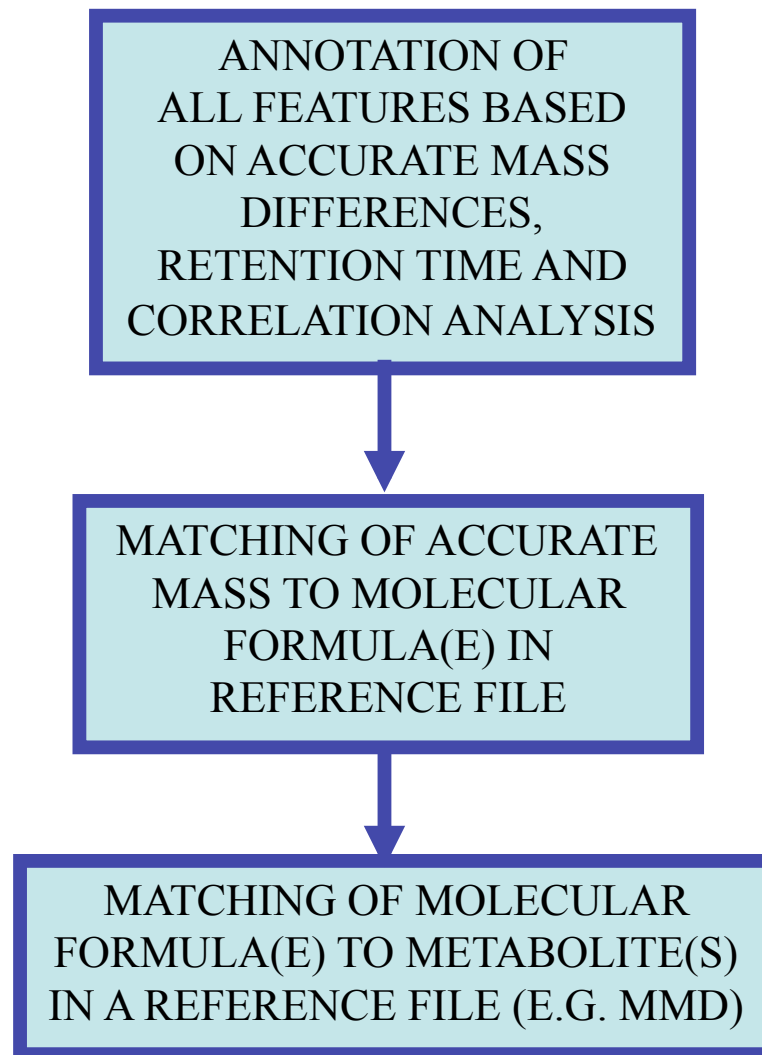 ANNOTATION OF
ALL FEATURES BASED
ON ACCURATE MASS
DIFFERENCES,
RETENTION TIME AND
CORRELATION ANALYSIS
MATCHING OF ACCURATE
MASS TO MOLECULAR
FORMULA(E) IN
REFERENCE FILE
MATCHING OF MOLECULAR
FORMULA(E) TO METABOLITE(S)
IN A REFERENCE FILE (E.G. MMD)